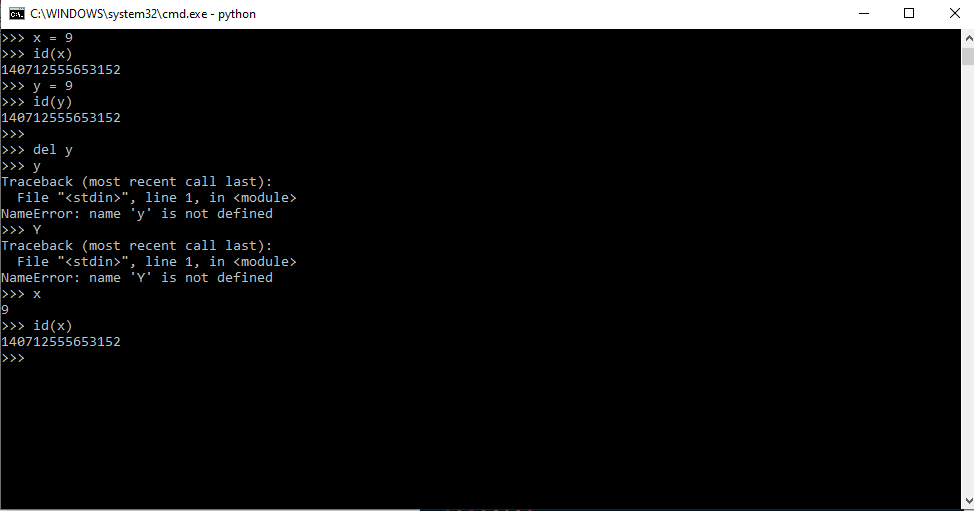 C:\WINDOWS\system32\cmd.exe - python
>>> x = 9
>>> id(x)
140712555653152
>>> y = 9
>>> id(y)
140712555653152
>>>
>>> del y
>>> y
Traceback (most recent call last):
  File "<stdin>", line 1, in <module>
NameError: name 'y' is not defined
>>> Y
Traceback (most recent call last):
  File "<stdin>", line 1, in <module>
NameError: name 'Y' is not defined
>>> x
9
>>> id(x)
140712555653152
>>>